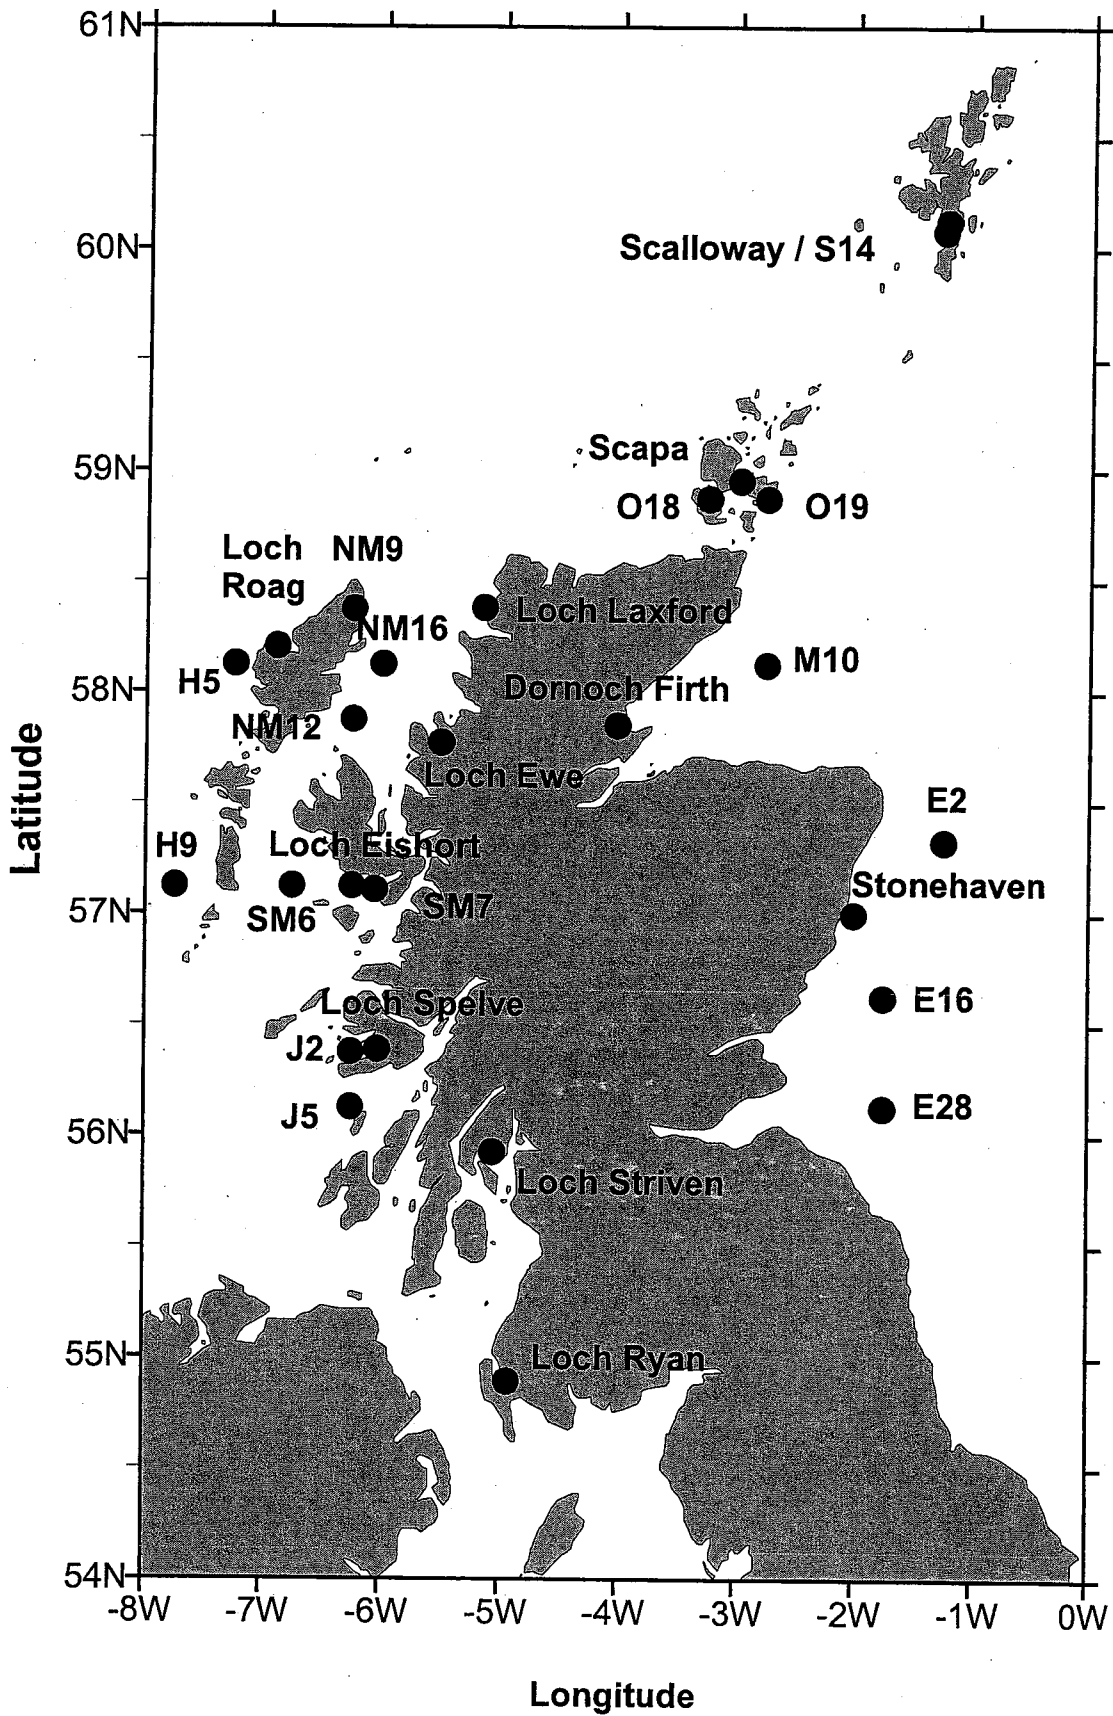 61N
60N
Scalloway / S14
Scapa
59N
O18
O19
Loch NM9
Roag
Loch Laxford
NM16
M10
H5
58N
Dornoch Firth
NM12
Loch Ewe
E2
H9
Loch Eishort
Stonehaven
57N
SM6
SM7
Loch Spelve
E16
J2
J5
E28
56N
Loch Striven
55N
Loch Ryan
54N
-8W -7W -6W -5W -4W -3W -2W -1W 0W
Latitude
Longitude